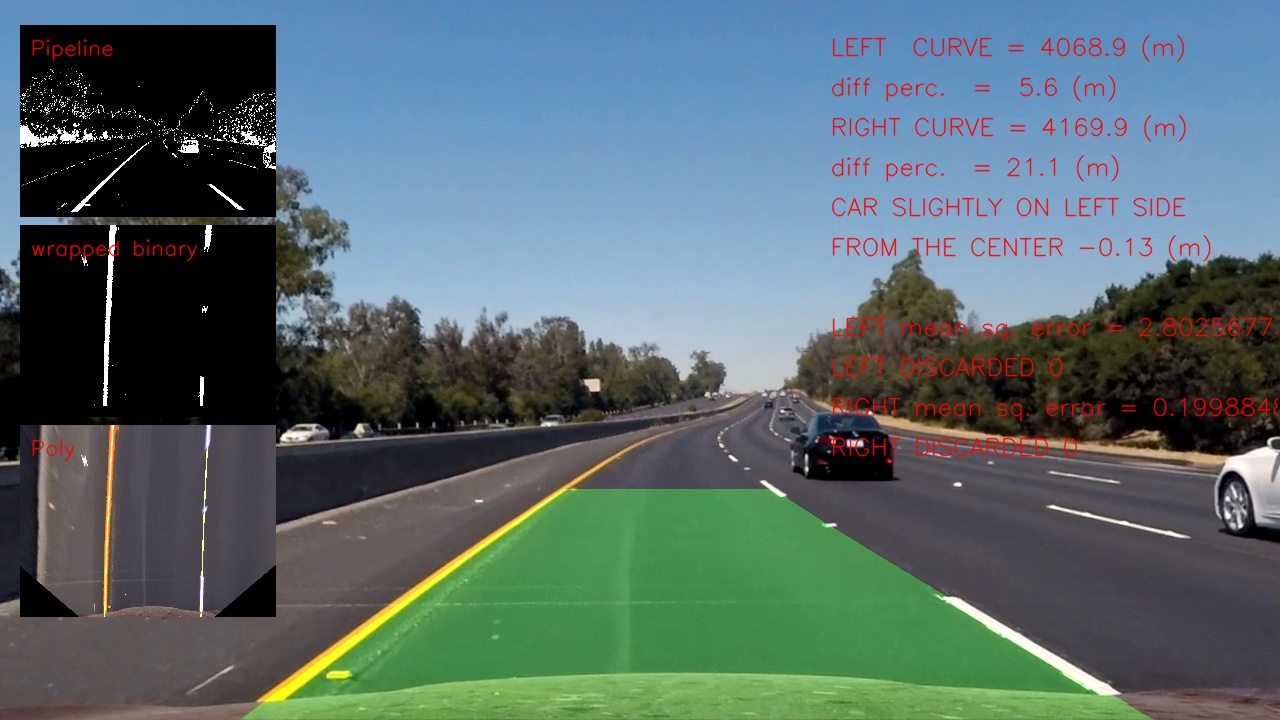 Pipeline
wrapped binary
Poly
LEFT CURVE = 4068.9 (m)
diff perc. = 5.6 (m)
RIGHT CURVE = 4169.9 (m)
diff perc. = 21.1 (m)
CAR SLIGHTLY ON LEFT SIDE
FROM THE CENTER -0.13 (m)
LEFT mean sq. error = 2.8025677
LEFT DISCARDED 0
RIGHT mean sq. error = 0.199884
RIGHT DISCARDED 0